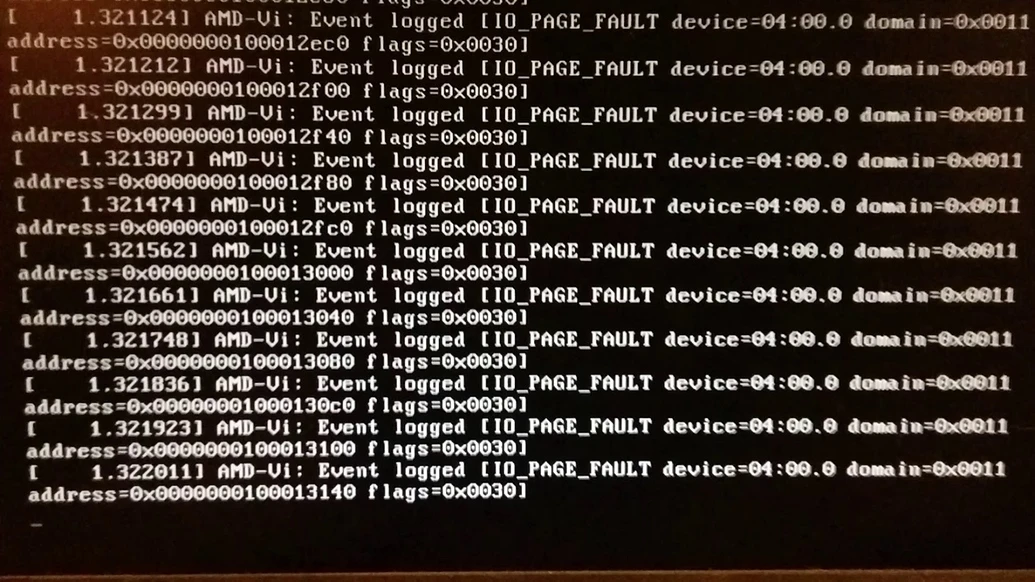 [    1.321124] AMD-Vi: Event logged [IO_PAGE_FAULT device=04:00.0 domain=0x0011
address=0x0000000100012ec0 flags=0x0030]
[    1.321212] AMD-Vi: Event logged [IO_PAGE_FAULT device=04:00.0 domain=0x0011
address=0x0000000100012f00 flags=0x0030]
[    1.321299] AMD-Vi: Event logged [IO_PAGE_FAULT device=04:00.0 domain=0x0011
address=0x0000000100012f40 flags=0x0030]
[    1.321387] AMD-Vi: Event logged [IO_PAGE_FAULT device=04:00.0 domain=0x0011
address=0x0000000100012f80 flags=0x0030]
[    1.321474] AMD-Vi: Event logged [IO_PAGE_FAULT device=04:00.0 domain=0x0011
address=0x0000000100012fc0 flags=0x0030]
[    1.321562] AMD-Vi: Event logged [IO_PAGE_FAULT device=04:00.0 domain=0x0011
address=0x0000000100013000 flags=0x0030]
[    1.321661] AMD-Vi: Event logged [IO_PAGE_FAULT device=04:00.0 domain=0x0011
address=0x0000000100013040 flags=0x0030]
[    1.321748] AMD-Vi: Event logged [IO_PAGE_FAULT device=04:00.0 domain=0x0011
address=0x0000000100013080 flags=0x0030]
[    1.321836] AMD-Vi: Event logged [IO_PAGE_FAULT device=04:00.0 domain=0x0011
address=0x00000001000130c0 flags=0x0030]
[    1.321923] AMD-Vi: Event logged [IO_PAGE_FAULT device=04:00.0 domain=0x0011
address=0x0000000100013100 flags=0x0030]
[    1.322011] AMD-Vi: Event logged [IO_PAGE_FAULT device=04:00.0 domain=0x0011
address=0x0000000100013140 flags=0x0030]
_